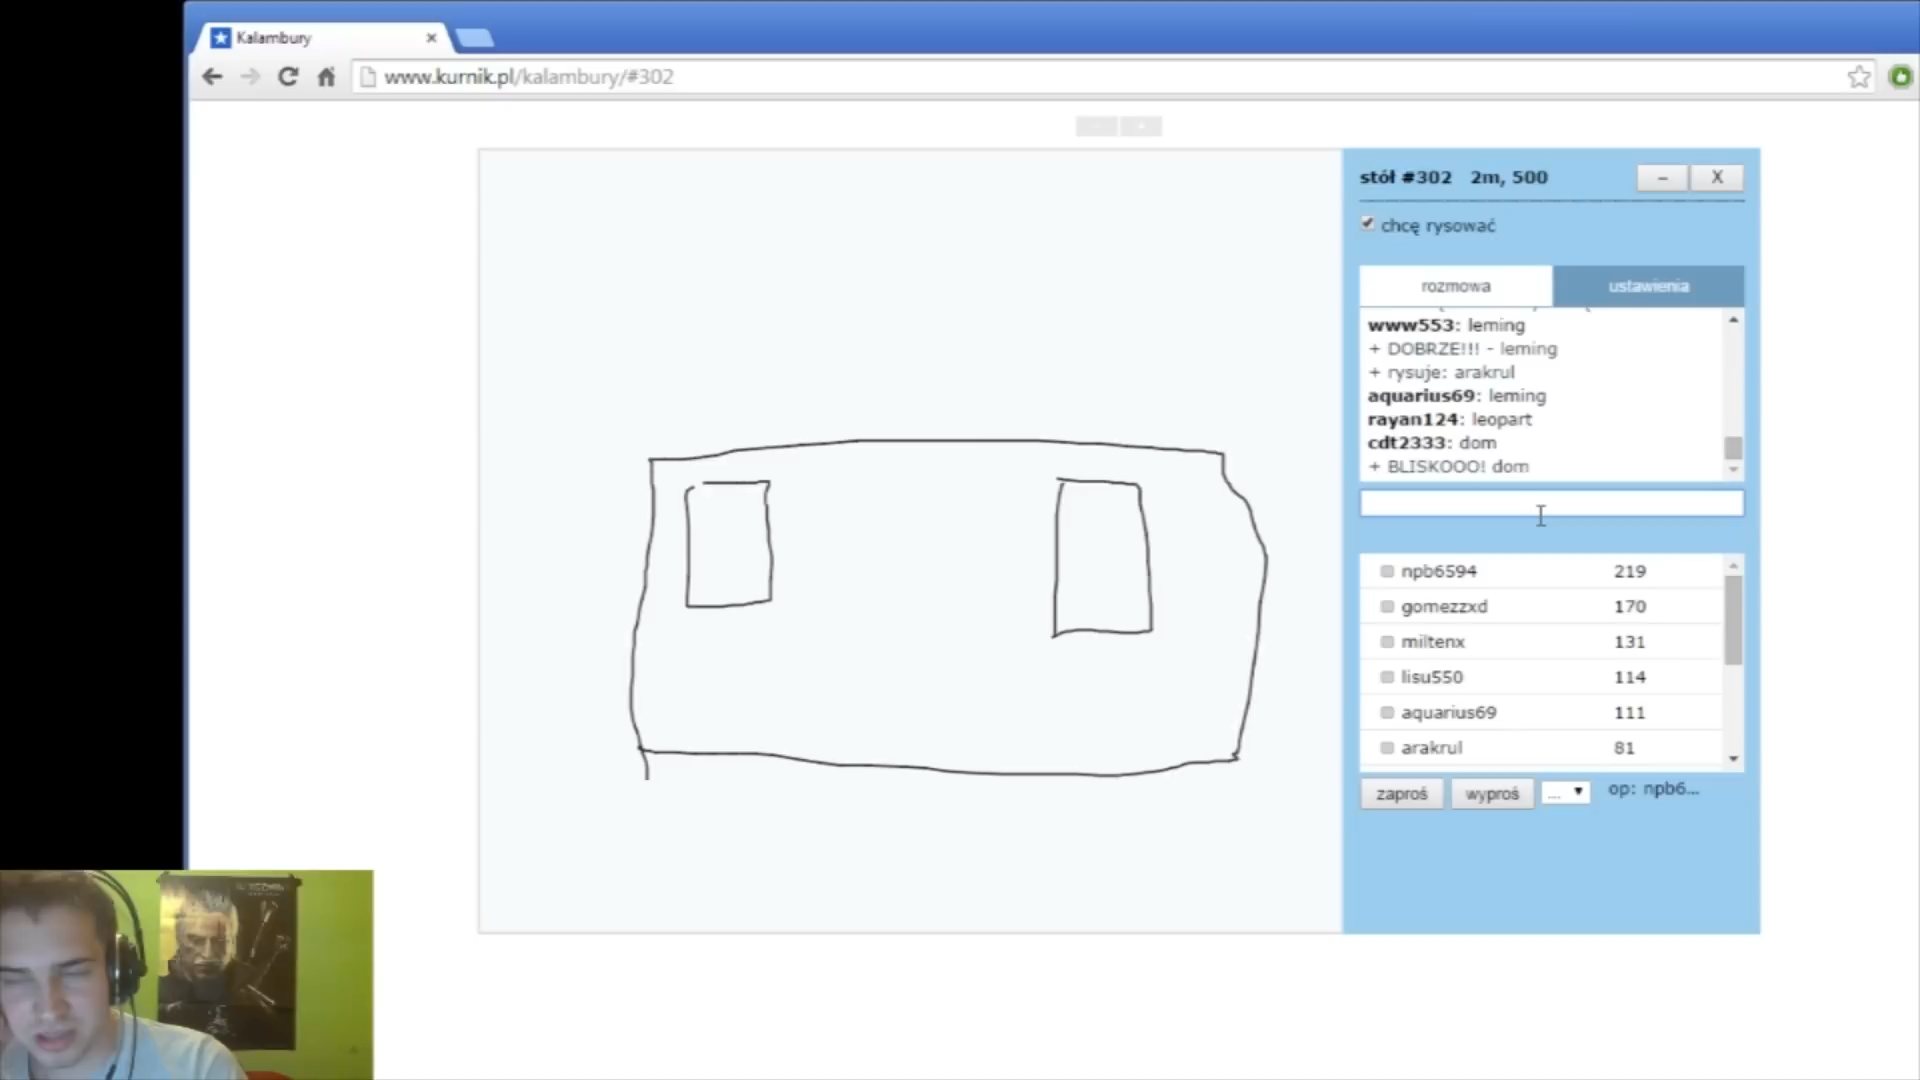 Kalambury
www.kurnik.pl/kalambury/#302
stół #302 2m, 500
– X
chcę rysować
rozmowa ustawienia
www553: leming
+ DOBRZE!!! - leming
+ rysuje: arakrul
aquarius69: leming
rayan124: leopart
cdt2333: dom
+ BLISKOOO! dom
npb6594 219
gomezzxd 170
miltenx 131
lisu550 114
aquarius69 111
arakrul 81
zaproś wyproś ... op: npb6...